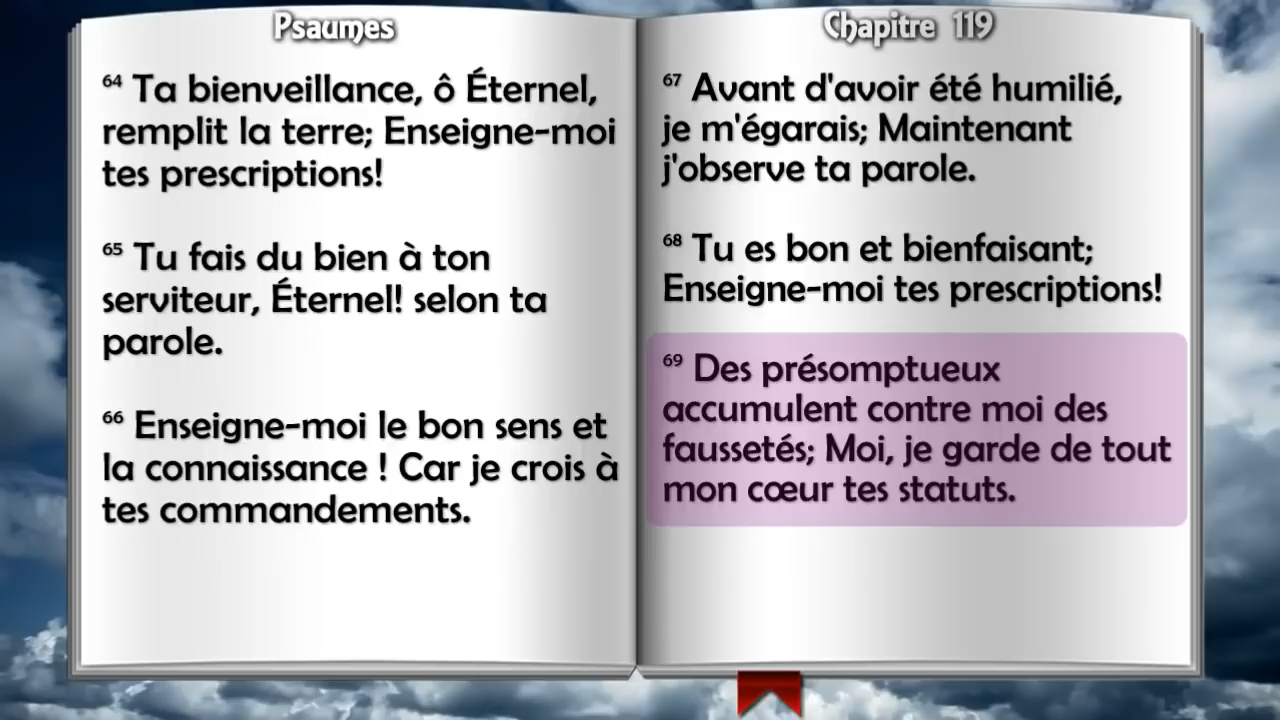 Psaumes
64 Ta bienveillance, ô Éternel,
remplit la terre; Enseigne-moi
tes prescriptions!
65 Tu fais du bien à ton
serviteur, Éternel! selon ta
parole.
66 Enseigne-moi le bon sens et
la connaissance ! Car je crois à
tes commandements.
Chapitre 119
67 Avant d'avoir été humilié,
je m'égarais; Maintenant
j'observe ta parole.
68 Tu es bon et bienfaisant;
Enseigne-moi tes prescriptions!
69 Des présomptueux
accumulent contre moi des
faussetés; Moi, je garde de tout
mon cœur tes statuts.